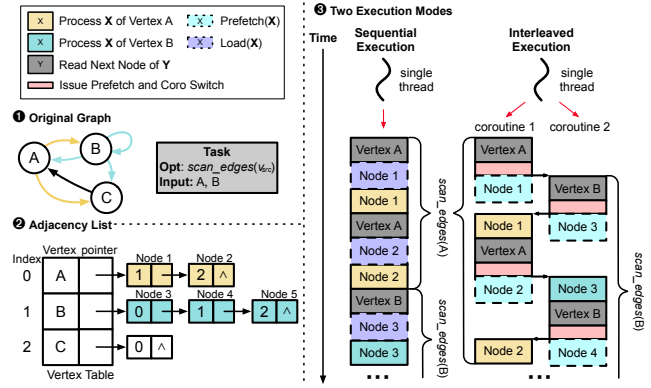 X Process X of Vertex A
X Prefetch(X)
X Process X of Vertex B
X Load(X)
Y Read Next Node of Y
Issue Prefetch and Coro Switch
❶ Original Graph
A
B
C
Task
Opt: scan_edges(vsrc)
Input: A, B
❷ Adjacency List
Vertex pointer
Index
Node 1 Node 2
0 A 1 2 ^
Node 3 Node 4 Node 5
1 B 0 1 2 ^
2 C 0 ^
Vertex Table
❸ Two Execution Modes
Time
Sequential
Execution
single
thread
Vertex A
Node 1
Node 1
Vertex A
Node 2
Node 2
Vertex B
Node 3
Node 3
...
scan_edges(A)
scan_edges(B)
Interleaved
Execution
single
thread
coroutine 1
coroutine 2
Vertex A
Node 1
Vertex B
Node 3
Node 1
Vertex A
Node 2
Node 3
Vertex B
Node 4
Node 2
...
scan_edges(B)